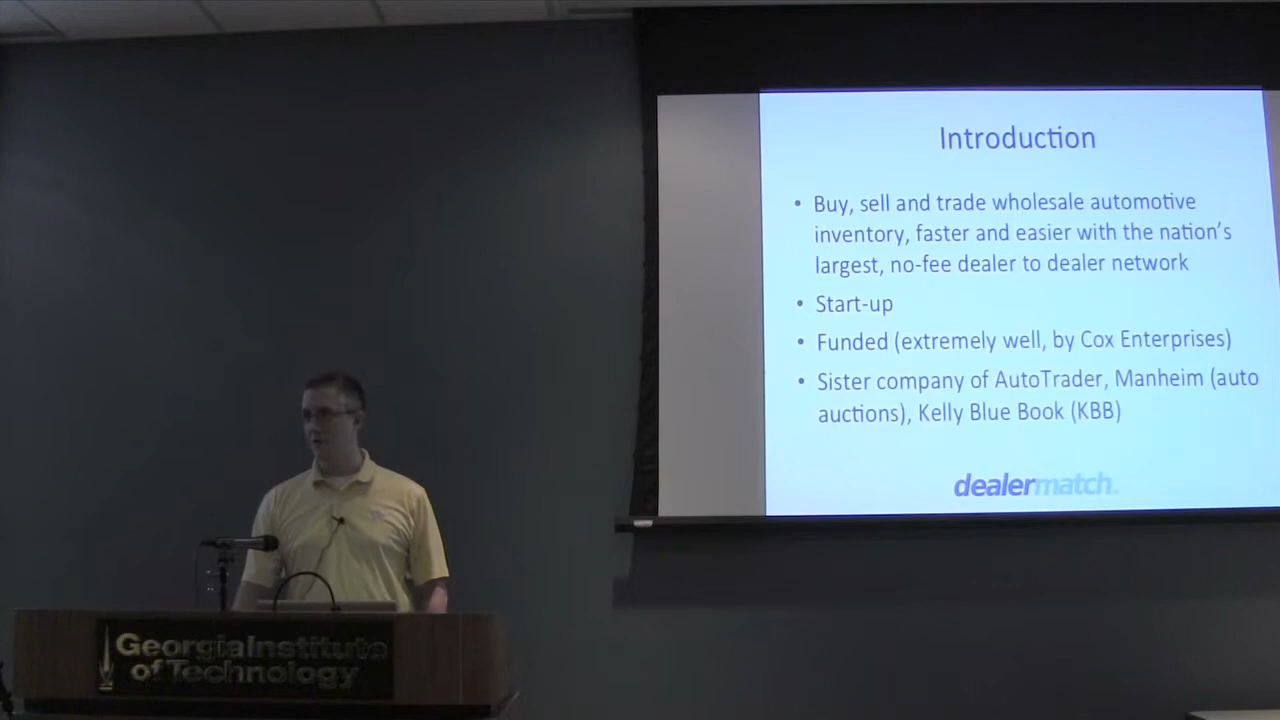 Introduction
• Buy, sell and trade wholesale automotive
inventory, faster and easier with the nation's
largest, no-fee dealer to dealer network
• Start-up
• Funded (extremely well, by Cox Enterprises)
• Sister company of AutoTrader, Manheim (auto
auctions), Kelly Blue Book (KBB)
dealermatch.
GeorgiaInstitute
of Technology